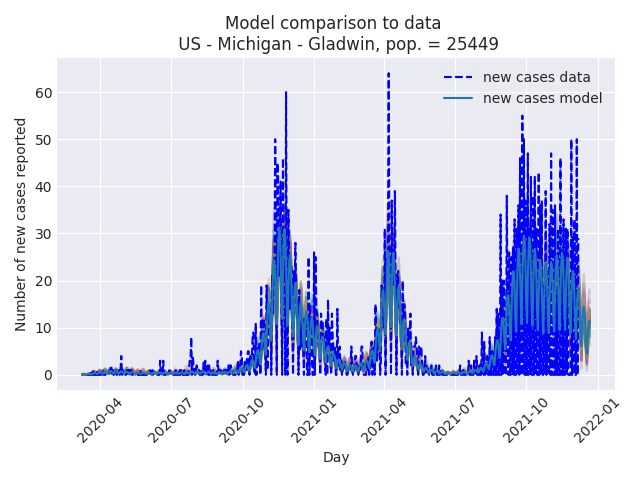 Model comparison to data
US - Michigan - Gladwin, pop. = 25449
new cases data
new cases model
Number of new cases reported
60
50
40
30
20
10
0
2020-04
2020-07
2020-10
2021-01
2021-04
2021-07
2021-10
2022-01
Day